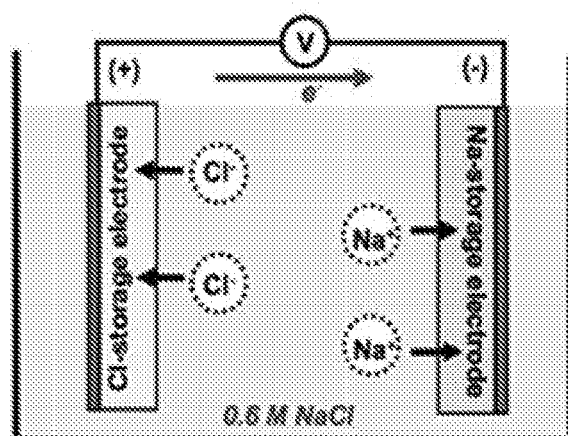 V
(+)
(-)
e-
Cl-storage electrode
Cl-
Cl-
Na+
Na+
Na-storage electrode
0.6 M NaCl